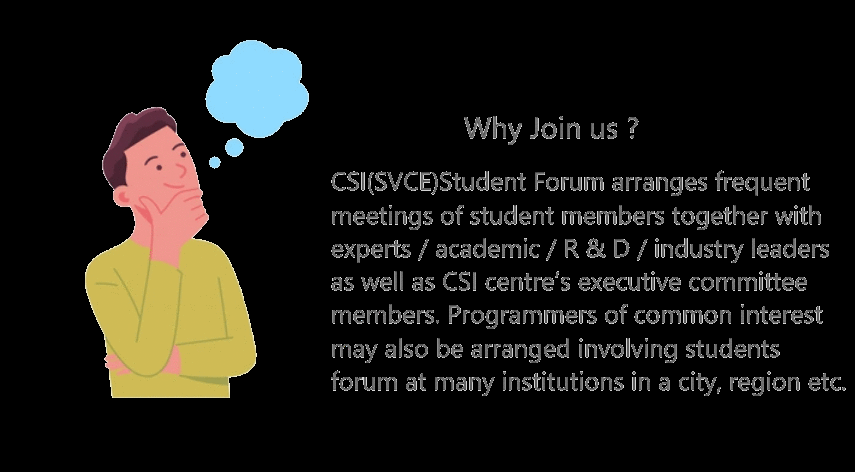 Why Join us ?
CSI(SVCE)Student Forum arranges frequent
meetings of student members together with
experts / academic / R & D / industry leaders
as well as CSI centre's executive committee
members. Programmers of common interest
may also be arranged involving students
forum at many institutions in a city, region etc.